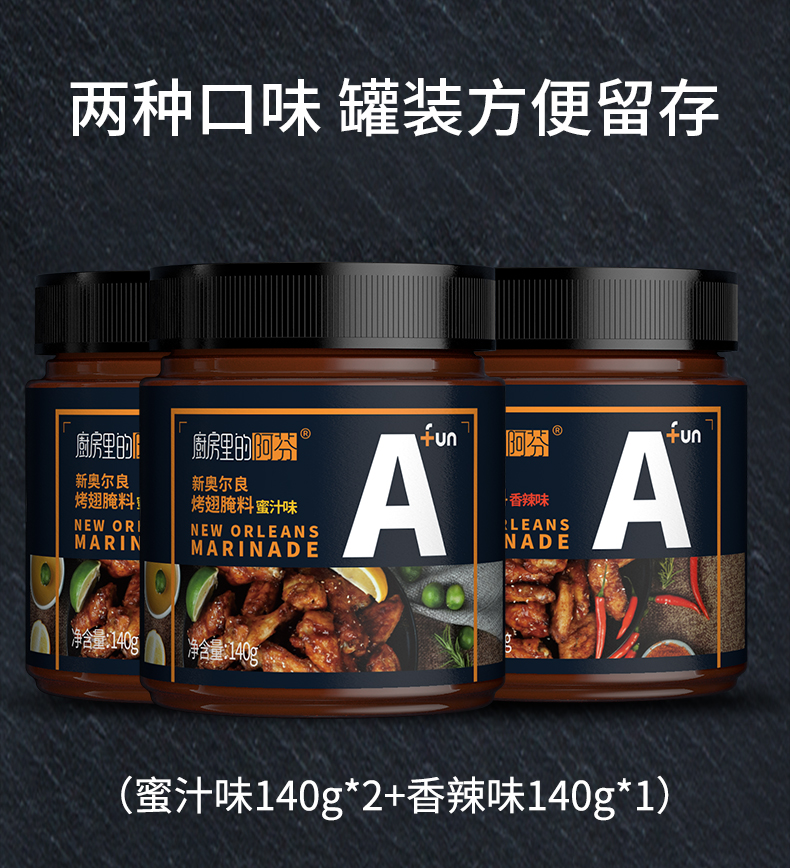 两种口味 罐装方便留存
廚房里的阿芬
新奥尔良
烤翅腌料
NEW ORL
MARIN
净含量:140g
廚房里的阿芬®
A+fun
新奥尔良
烤翅腌料 蜜汁味
NEW ORLEANS
MARINADE
净含量:140g
阿芬®
A+fun
香辣味
LEANS
NADE
g
（蜜汁味140g*2+香辣味140g*1）